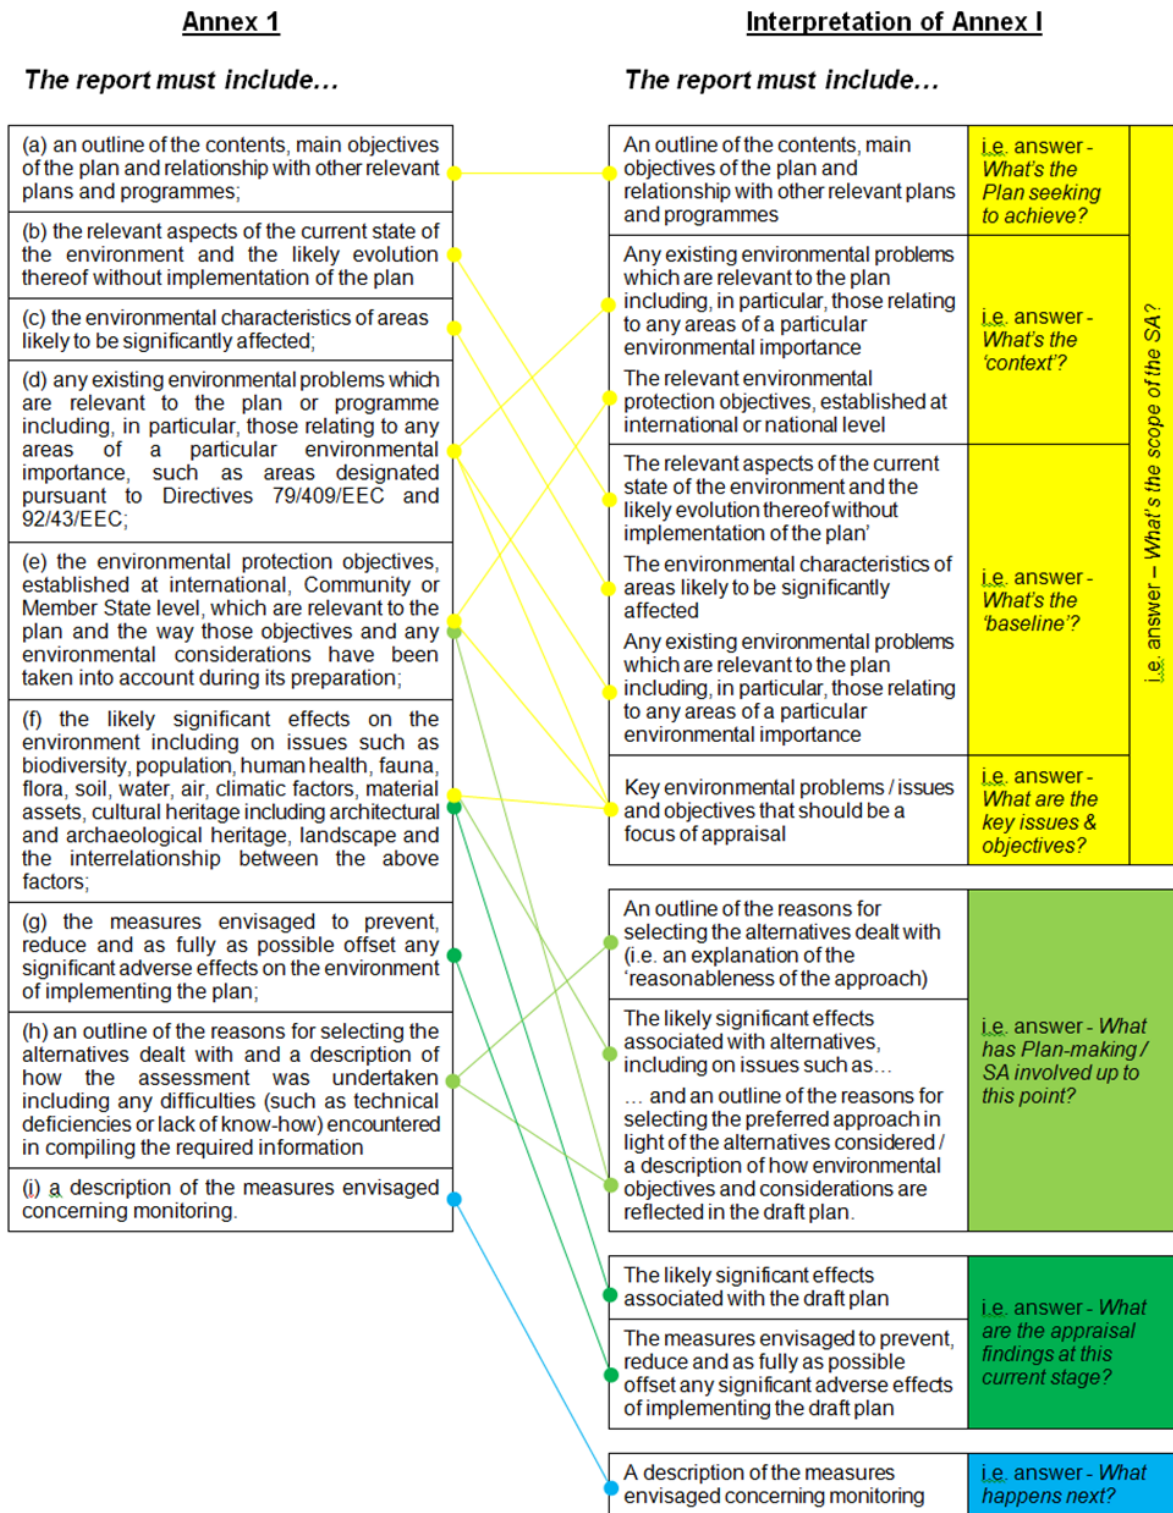 Annex 1
The report must include…
(a) an outline of the contents, main objectives
of the plan and relationship with other relevant
plans and programmes;
(b) the relevant aspects of the current state of
the environment and the likely evolution
thereof without implementation of the plan
(c) the environmental characteristics of areas
likely to be significantly affected;
(d) any existing environmental problems which
are relevant to the plan or programme
including, in particular, those relating to any
areas of a particular environmental
importance, such as areas designated
pursuant to Directives 79/409/EEC and
92/43/EEC;
(e) the environmental protection objectives,
established at international, Community or
Member State level, which are relevant to the
plan and the way those objectives and any
environmental considerations have been
taken into account during its preparation;
(f) the likely significant effects on the
environment including on issues such as
biodiversity, population, human health, fauna,
flora, soil, water, air, climatic factors, material
assets, cultural heritage including architectural
and archaeological heritage, landscape and
the interrelationship between the above
factors;
(g) the measures envisaged to prevent,
reduce and as fully as possible offset any
significant adverse effects on the environment
of implementing the plan;
(h) an outline of the reasons for selecting the
alternatives dealt with and a description of
how the assessment was undertaken
including any difficulties (such as technical
deficiencies or lack of know-how) encountered
in compiling the required information
(i) a description of the measures envisaged
concerning monitoring.
Interpretation of Annex I
The report must include…
An outline of the contents, main
objectives of the plan and
relationship with other relevant plans
and programmes
i.e. answer -
What's the
Plan seeking
to achieve?
Any existing environmental problems
which are relevant to the plan
including, in particular, those relating
to any areas of a particular
environmental importance
The relevant environmental
protection objectives, established at
international or national level
i.e. answer -
What's the
'context'?
The relevant aspects of the current
state of the environment and the
likely evolution thereof without
implementation of the plan'
The environmental characteristics of
areas likely to be significantly
affected
Any existing environmental problems
which are relevant to the plan
including, in particular, those relating
to any areas of a particular
environmental importance
i.e. answer -
What's the
'baseline'?
Key environmental problems / issues
and objectives that should be a
focus of appraisal
i.e. answer -
What are the
key issues &
objectives?
i.e. answer – What's the scope of the SA?
An outline of the reasons for
selecting the alternatives dealt with
(i.e. an explanation of the
'reasonableness of the approach)
The likely significant effects
associated with alternatives,
including on issues such as…
… and an outline of the reasons for
selecting the preferred approach in
light of the alternatives considered /
a description of how environmental
objectives and considerations are
reflected in the draft plan.
i.e. answer - What
has Plan-making /
SA involved up to
this point?
The likely significant effects
associated with the draft plan
The measures envisaged to prevent,
reduce and as fully as possible
offset any significant adverse effects
of implementing the draft plan
i.e. answer - What
are the appraisal
findings at this
current stage?
A description of the measures
envisaged concerning monitoring
i.e. answer - What
happens next?